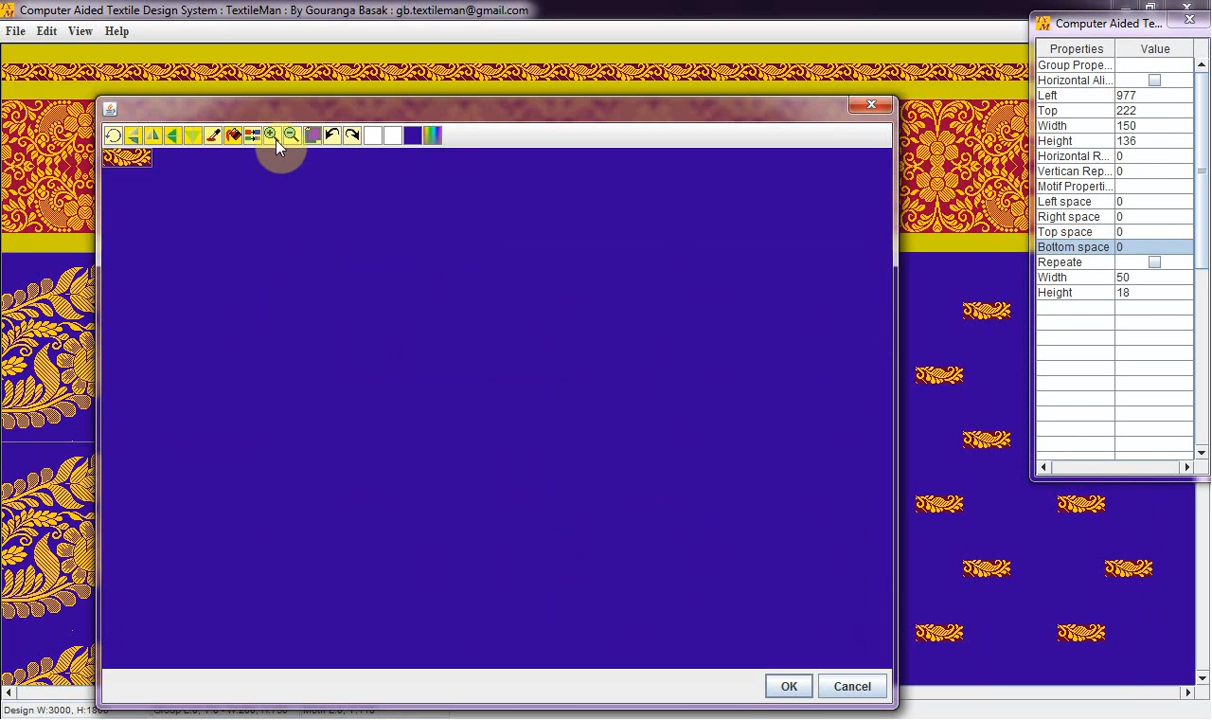 Computer Aided Textile Design System : TextileMan : By Gouranga Basak : gb.textileman@gmail.com
File Edit View Help
Computer Aided Te...
Properties Value
Group Prope...
Horizontal Ali...
Left 977
Top 222
Width 150
Height 136
Horizontal R... 0
Vertican Rep... 0
Motif Properti...
Left space 0
Right space 0
Top space 0
Bottom space 0
Repeate
Width 50
Height 18
OK Cancel
Design W:3000, H:1800